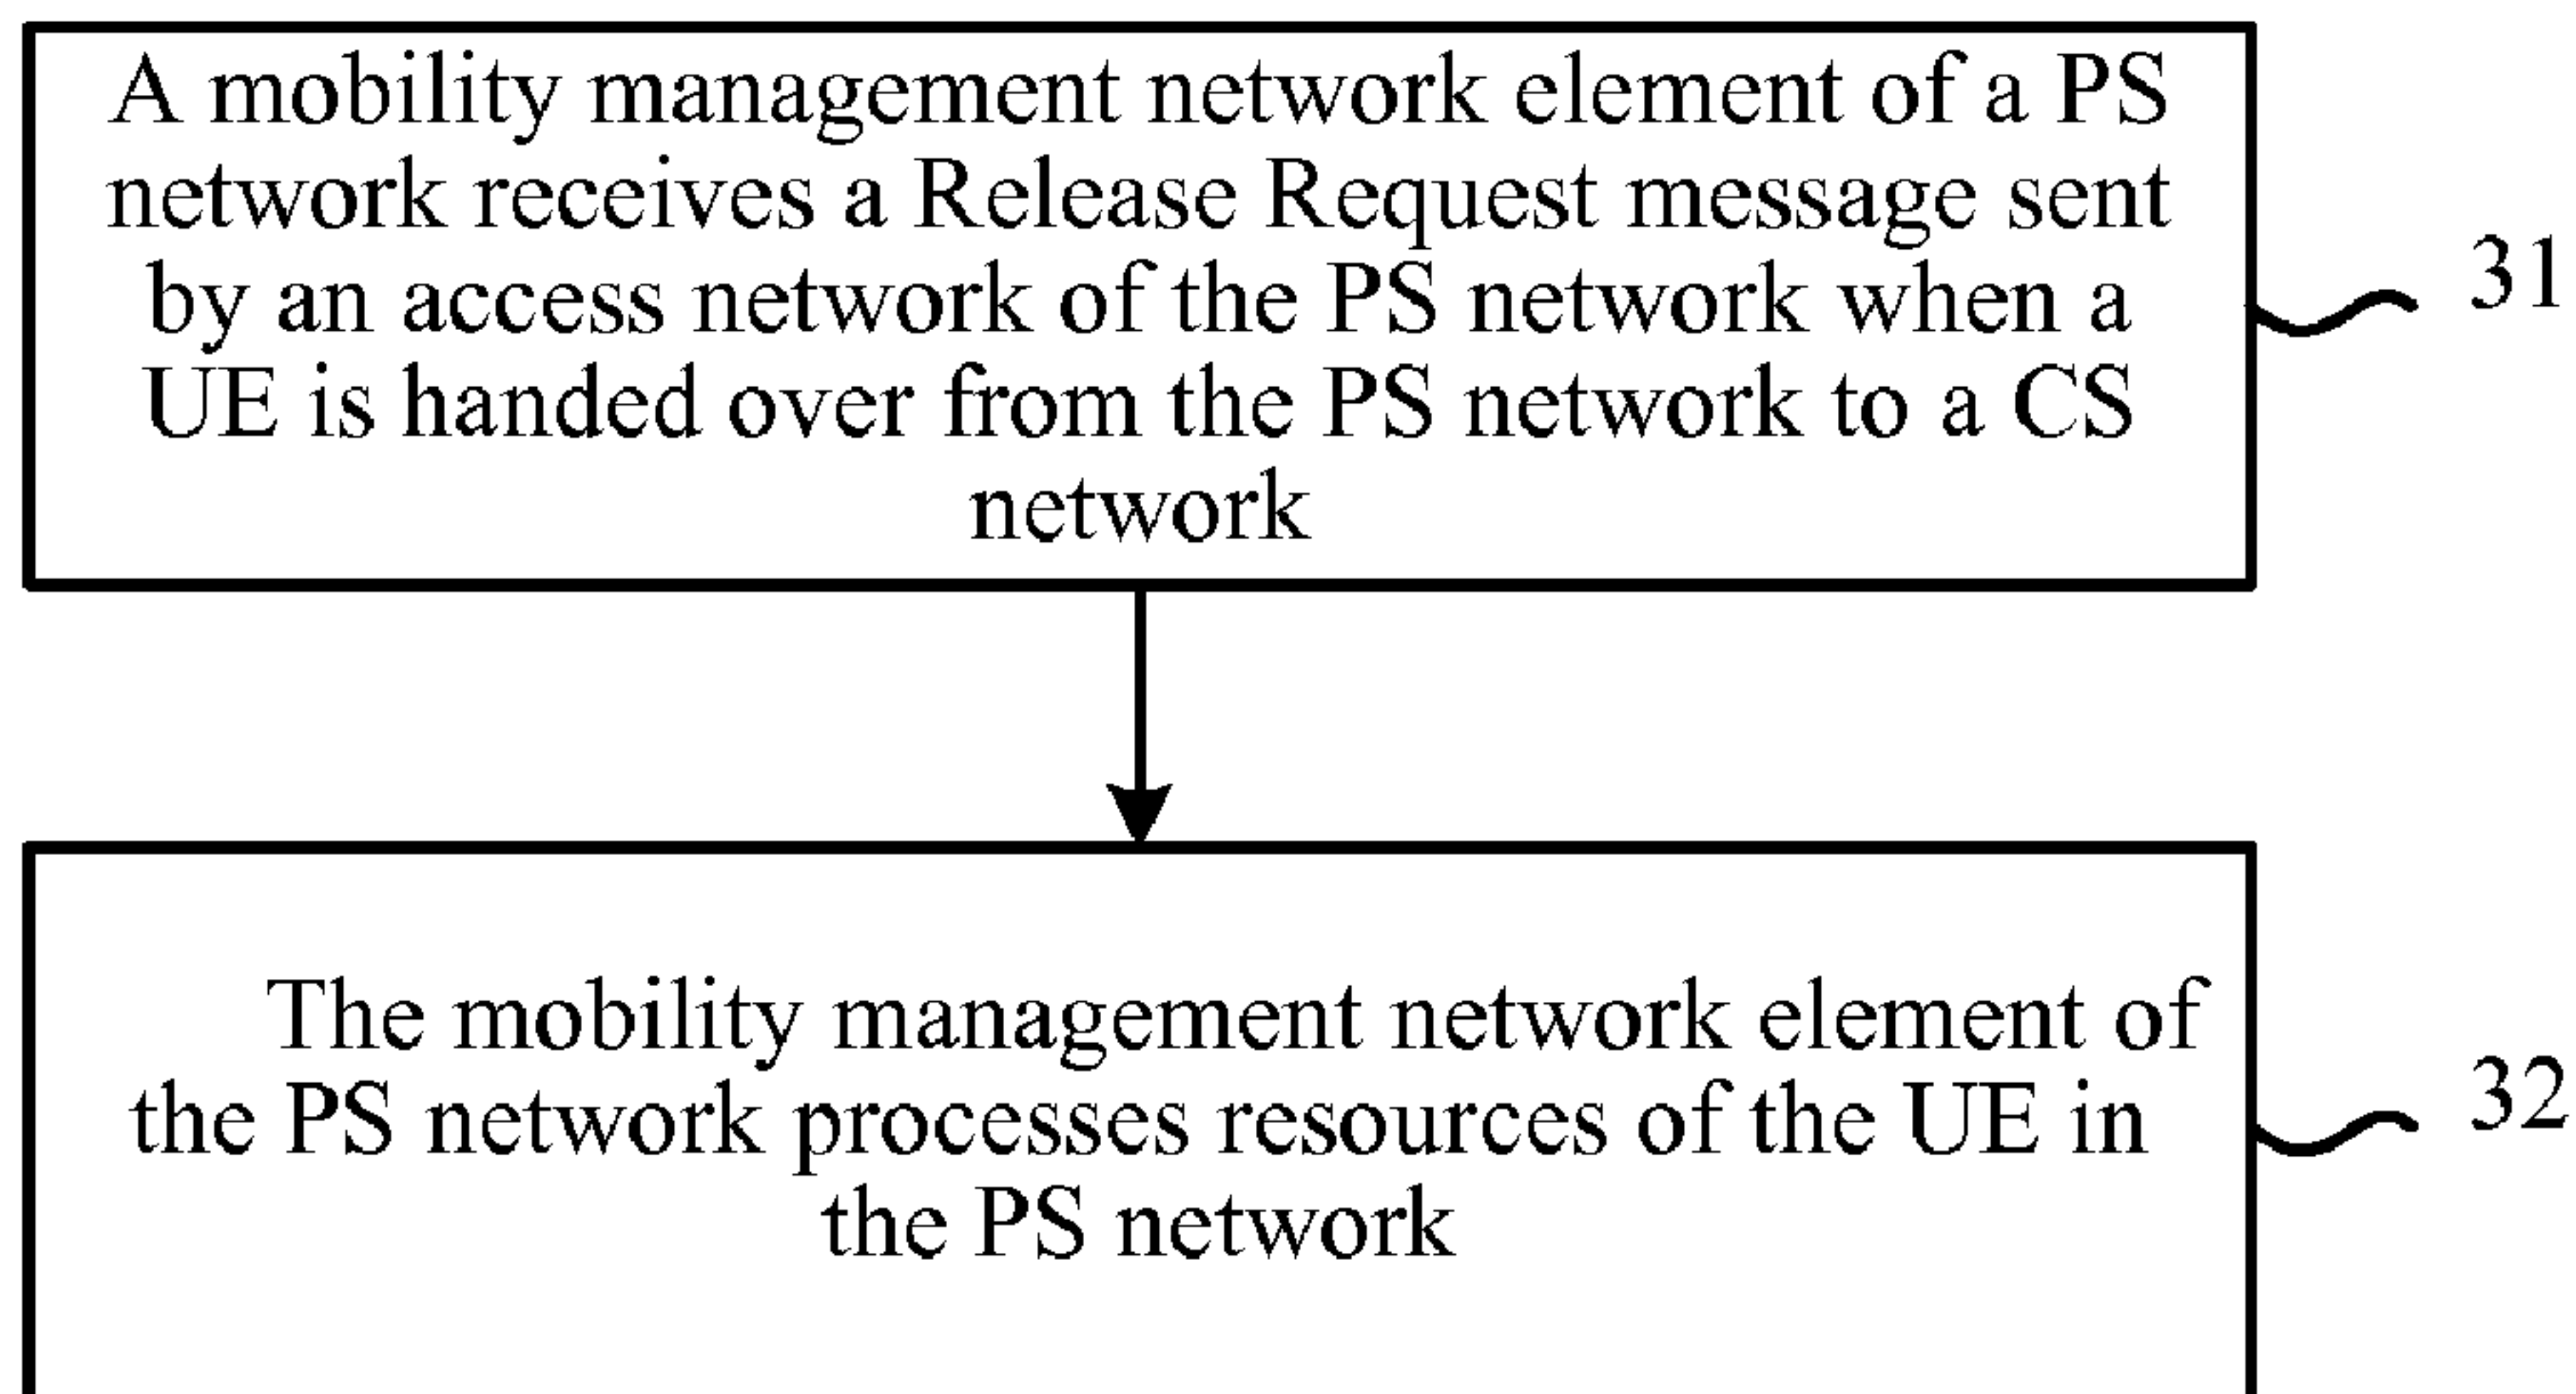 A mobility management network element of a PS
network receives a Release Request message sent
by an access network of the PS network when a
UE is handed over from the PS network to a CS
network
31
The mobility management network element of
the PS network processes resources of the UE in
the PS network
32